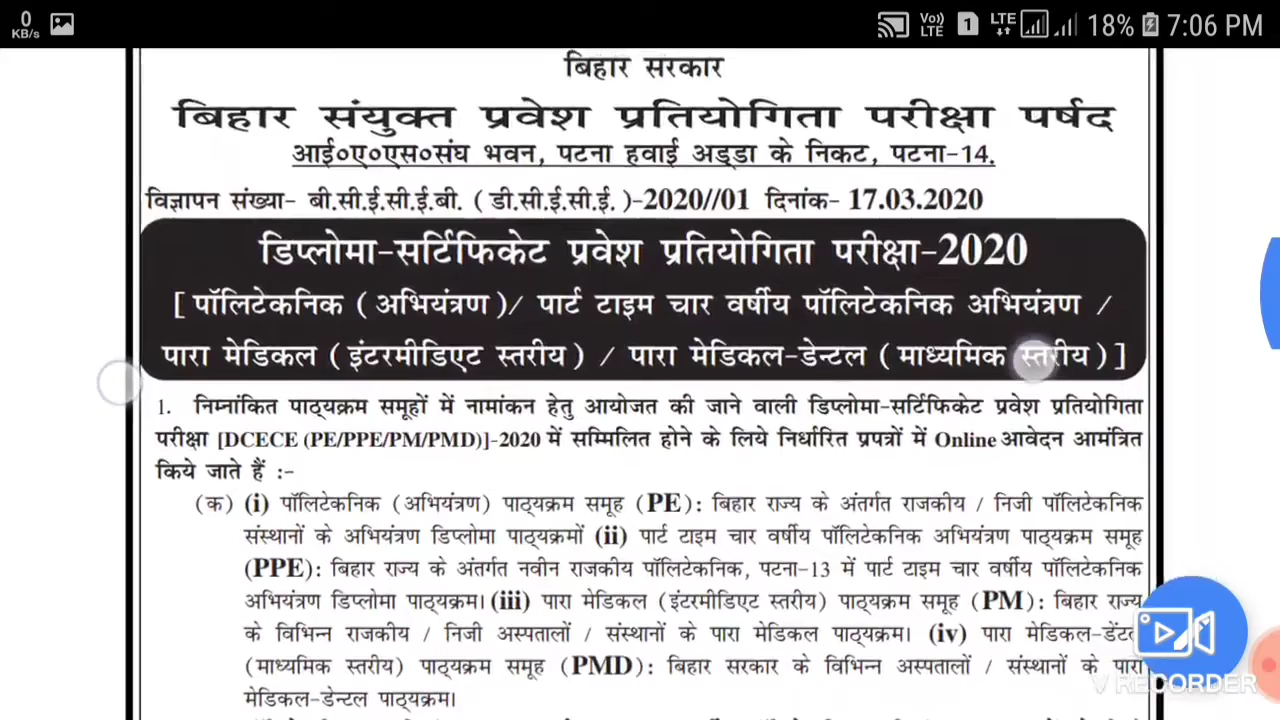 0
KB/s
Vo)) LTE 1 LTE 18% 7:06 PM
बिहार सरकार
बिहार संयुक्त प्रवेश प्रतियोगिता परीक्षा पर्षद
आई०ए०एस०संघ भवन, पटना हवाई अड्डा के निकट, पटना-14.
विज्ञापन संख्या- बी.सी.ई.सी.ई.बी. ( डी.सी.ई.सी.ई. )-2020//01 दिनांक- 17.03.2020
डिप्लोमा-सर्टिफिकेट प्रवेश प्रतियोगिता परीक्षा-2020
[ पॉलिटेकनिक ( अभियंत्रण )/ पार्ट टाइम चार वर्षीय पॉलिटेकनिक अभियंत्रण /
पारा मेडिकल ( इंटरमीडिएट स्तरीय ) / पारा मेडिकल-डेन्टल ( माध्यमिक स्तरीय ) ]
1. निम्नांकित पाठ्यक्रम समूहों में नामांकन हेतु आयोजत की जाने वाली डिप्लोमा-सर्टिफिकेट प्रवेश प्रतियोगिता
परीक्षा [DCECE (PE/PPE/PM/PMD)]-2020 में सम्मिलित होने के लिये निर्धारित प्रपत्रों में Online आवेदन आमंत्रित
किये जाते हैं :-
(क) (i) पॉलिटेकनिक (अभियंत्रण) पाठ्यक्रम समूह (PE): बिहार राज्य के अंतर्गत राजकीय / निजी पॉलिटेकनिक
संस्थानों के अभियंत्रण डिप्लोमा पाठ्यक्रमों (ii) पार्ट टाइम चार वर्षीय पॉलिटेकनिक अभियंत्रण पाठ्यक्रम समूह
(PPE): बिहार राज्य के अंतर्गत नवीन राजकीय पॉलिटेकनिक, पटना-13 में पार्ट टाइम चार वर्षीय पॉलिटेकनिक
अभियंत्रण डिप्लोमा पाठ्यक्रम। (iii) पारा मेडिकल (इंटरमीडिएट स्तरीय) पाठ्यक्रम समूह (PM): बिहार राज्य
के विभिन्न राजकीय / निजी अस्पतालों / संस्थानों के पारा मेडिकल पाठ्यक्रम। (iv) पारा मेडिकल-डेंटल
(माध्यमिक स्तरीय) पाठ्यक्रम समूह (PMD): बिहार सरकार के विभिन्न अस्पतालों / संस्थानों के पारा
मेडिकल-डेन्टल पाठ्यक्रम।
V RECORDER